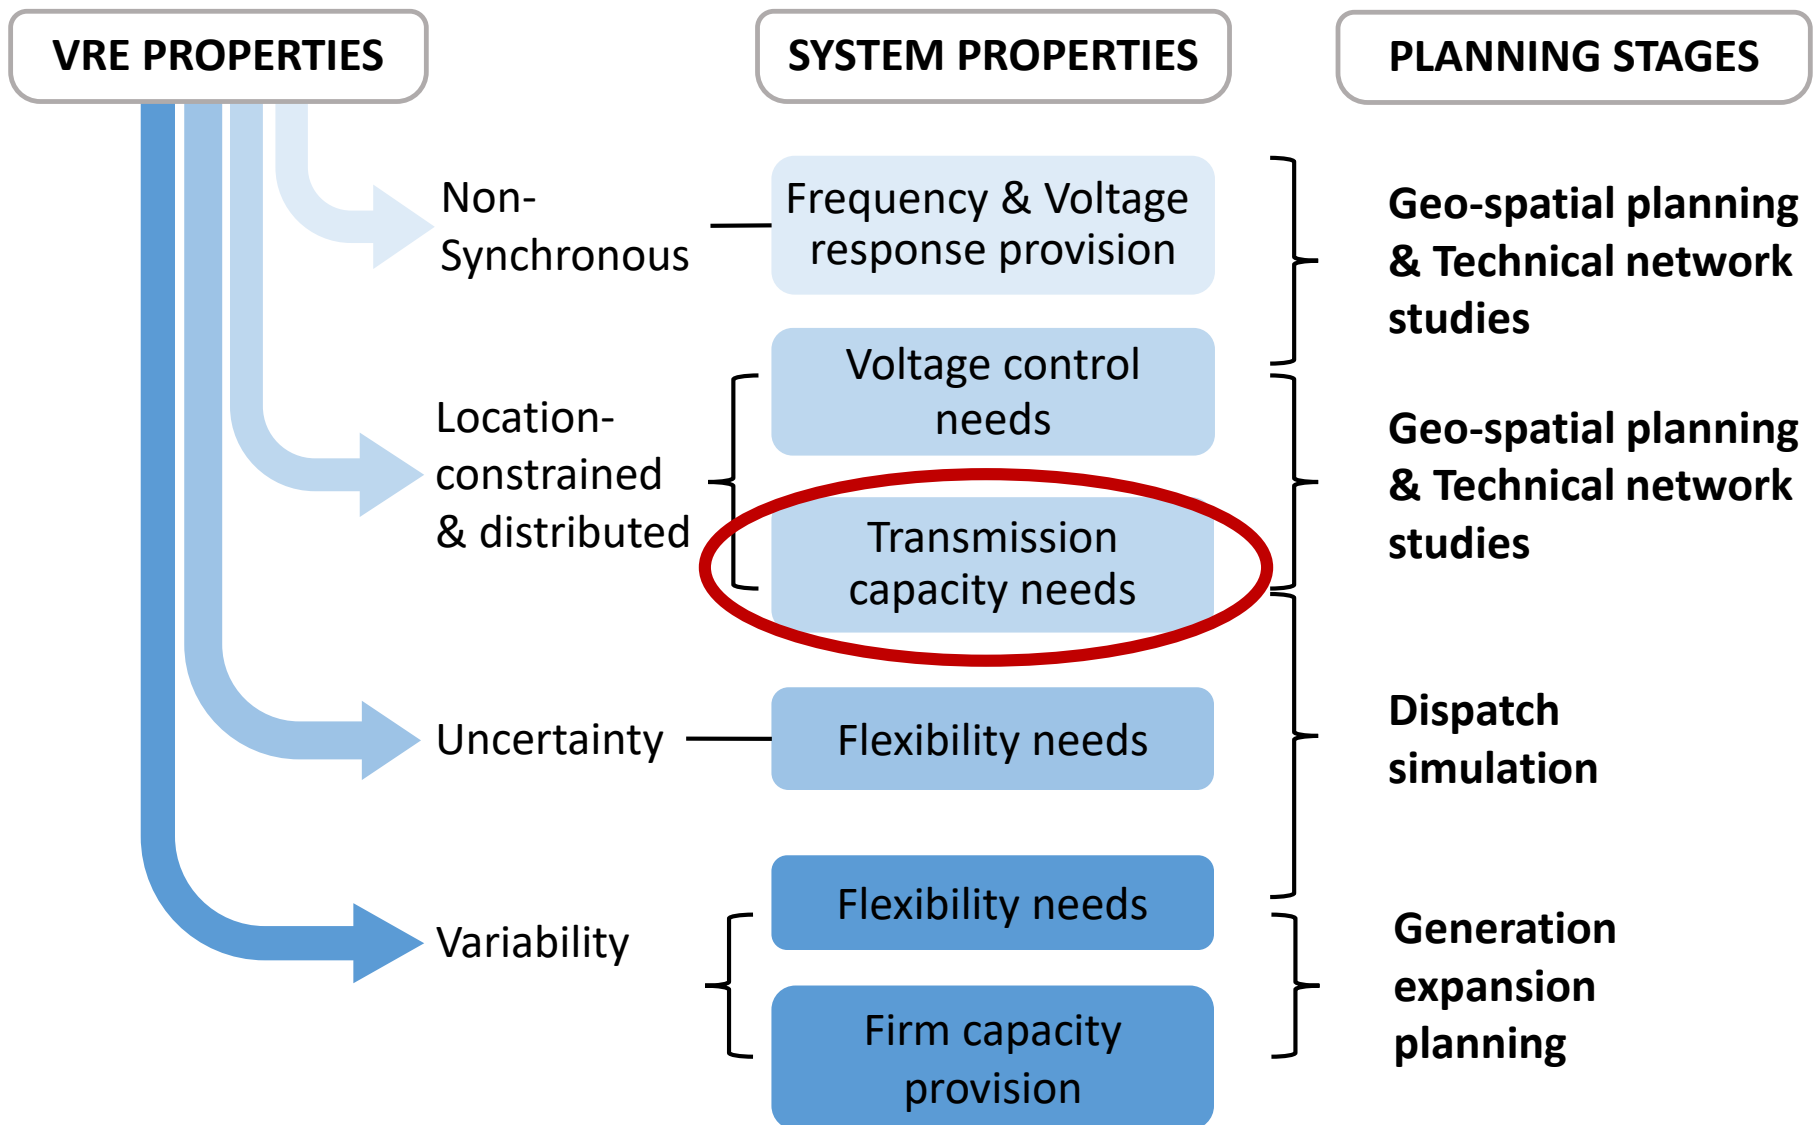 VRE PROPERTIES
SYSTEM PROPERTIES
PLANNING STAGES
Non-
Synchronous
Frequency & Voltage
response provision
Geo-spatial planning
& Technical network
studies
Location-
constrained
& distributed
Voltage control
needs
Transmission
capacity needs
Geo-spatial planning
& Technical network
studies
Uncertainty
Flexibility needs
Dispatch
simulation
Variability
Flexibility needs
Firm capacity
provision
Generation
expansion
planning